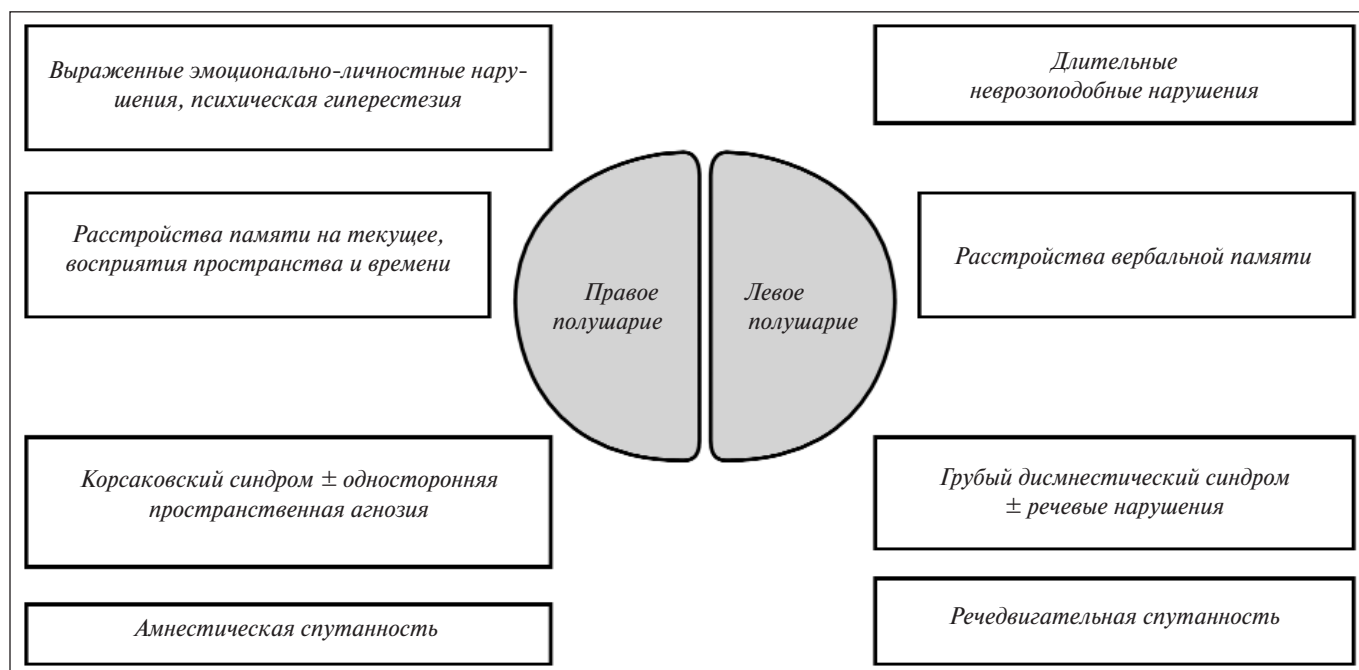 Выраженные эмоционально-личностные нару-
шения, психическая гиперестезия
Длительные
неврозоподобные нарушения
Расстройства памяти на текущее,
восприятия пространства и времени
Расстройства вербальной памяти
Правое
полушарие
Левое
полушарие
Корсаковский синдром ± односторонняя
пространственная агнозия
Грубый дисмнестический синдром
± речевые нарушения
Амнестическая спутанность
Речедвигательная спутанность